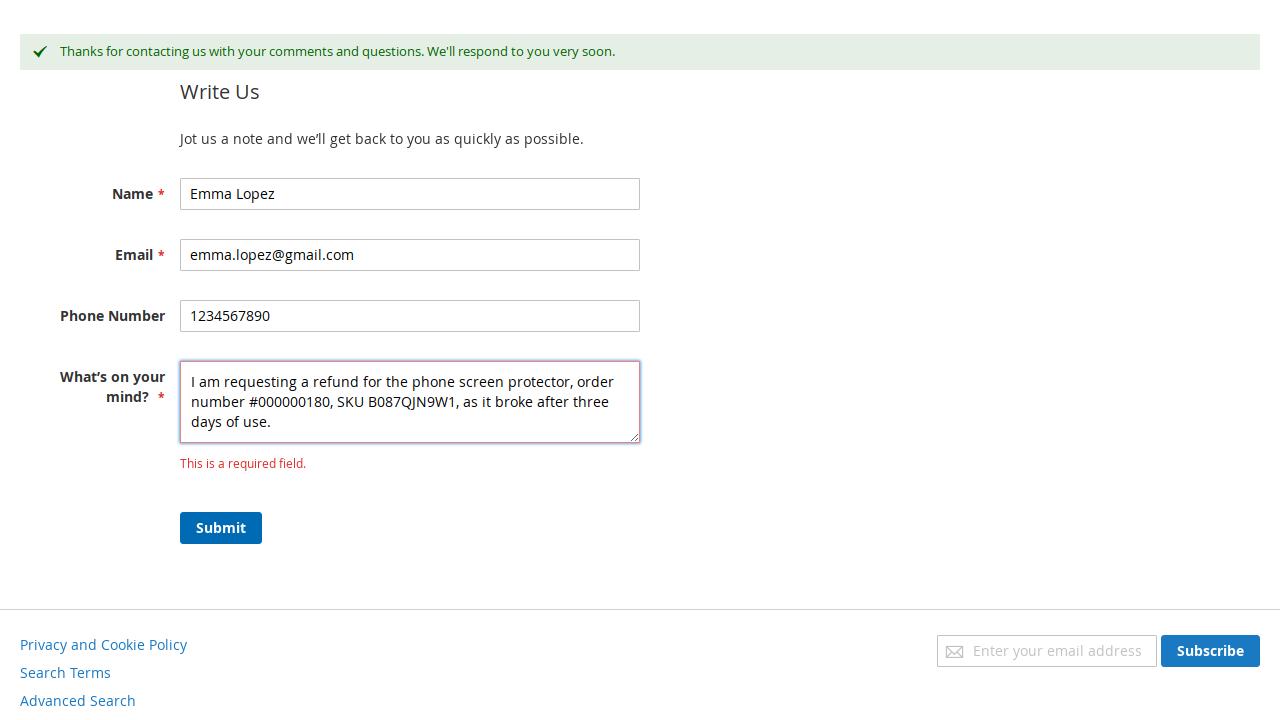 Thanks for contacting us with your comments and questions. We'll respond to you very soon.
Write Us
Jot us a note and we’ll get back to you as quickly as possible.
Name *
Emma Lopez
Email *
emma.lopez@gmail.com
Phone Number
1234567890
What’s on your
mind? *
I am requesting a refund for the phone screen protector, order
number #000000180, SKU B087QJN9W1, as it broke after three
days of use.
This is a required field.
Submit
Privacy and Cookie Policy
Search Terms
Advanced Search
Enter your email address
Subscribe